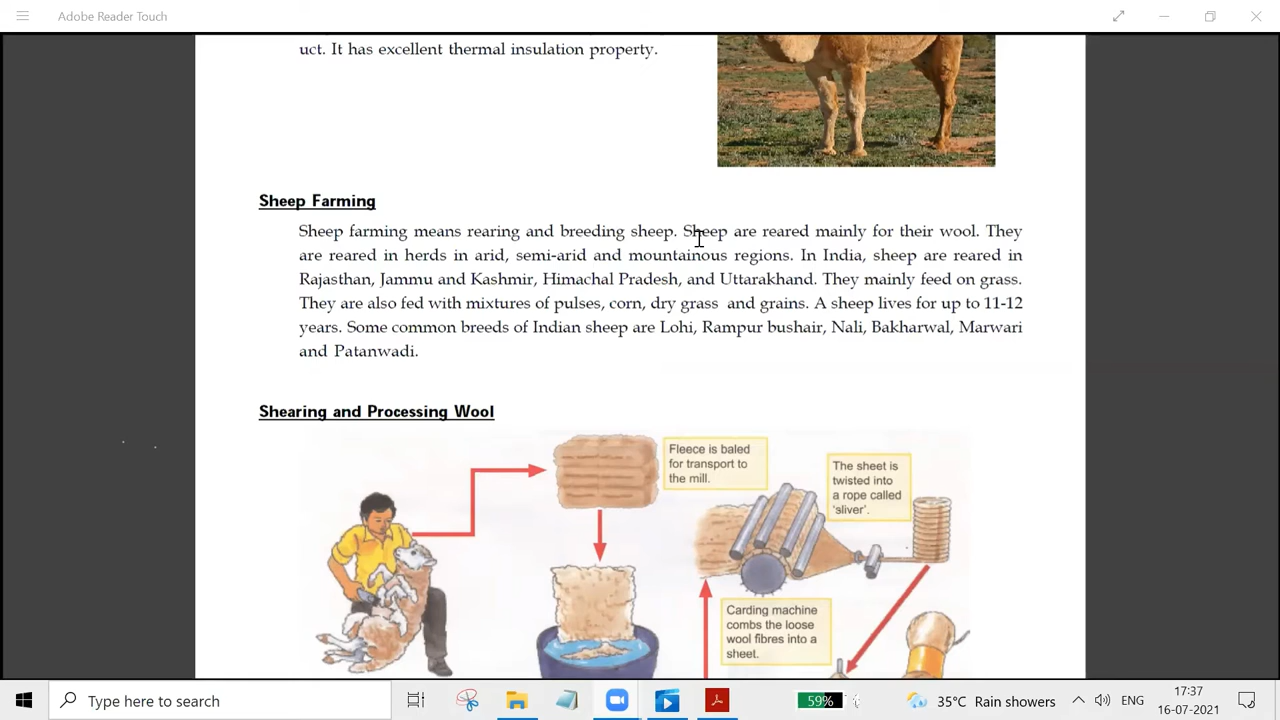 Adobe Reader Touch
uct. It has excellent thermal insulation property.
Sheep Farming
Sheep farming means rearing and breeding sheep. Sheep are reared mainly for their wool. They
are reared in herds in arid, semi-arid and mountainous regions. In India, sheep are reared in
Rajasthan, Jammu and Kashmir, Himachal Pradesh, and Uttarakhand. They mainly feed on grass.
They are also fed with mixtures of pulses, corn, dry grass and grains. A sheep lives for up to 11-12
years. Some common breeds of Indian sheep are Lohi, Rampur bushair, Nali, Bakharwal, Marwari
and Patanwadi.
Shearing and Processing Wool
Fleece is baled
for transport to
the mill.
The sheet is
twisted into
a rope called
‘sliver’.
Carding machine
combs the loose
wool fibres into a
sheet.
Type here to search
59%
35°C Rain showers
ENG
17:37
16-07-2021